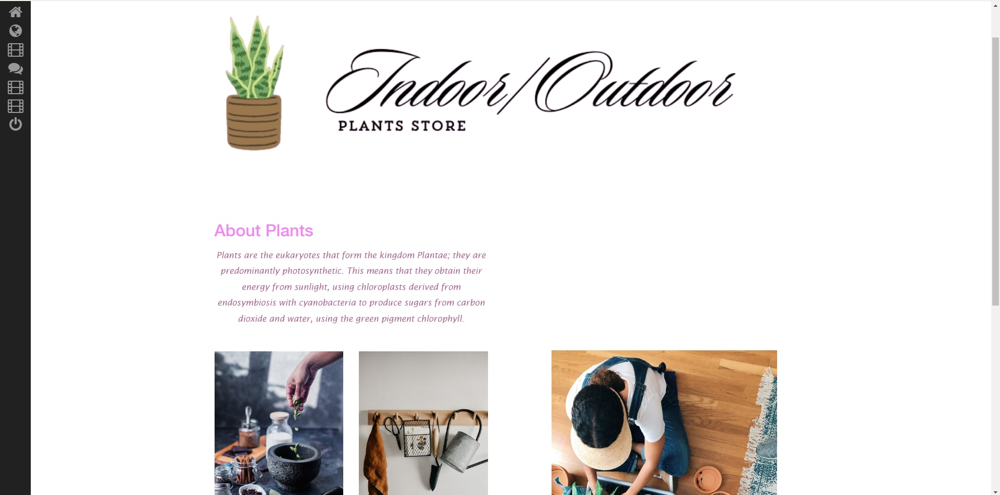 Indoor/Outdoor
PLANTS STORE
About Plants
Plants are the eukaryotes that form the kingdom Plantae; they are
predominantly photosynthetic. This means that they obtain their
energy from sunlight, using chloroplasts derived from
endosymbiosis with cyanobacteria to produce sugars from carbon
dioxide and water, using the green pigment chlorophyll.